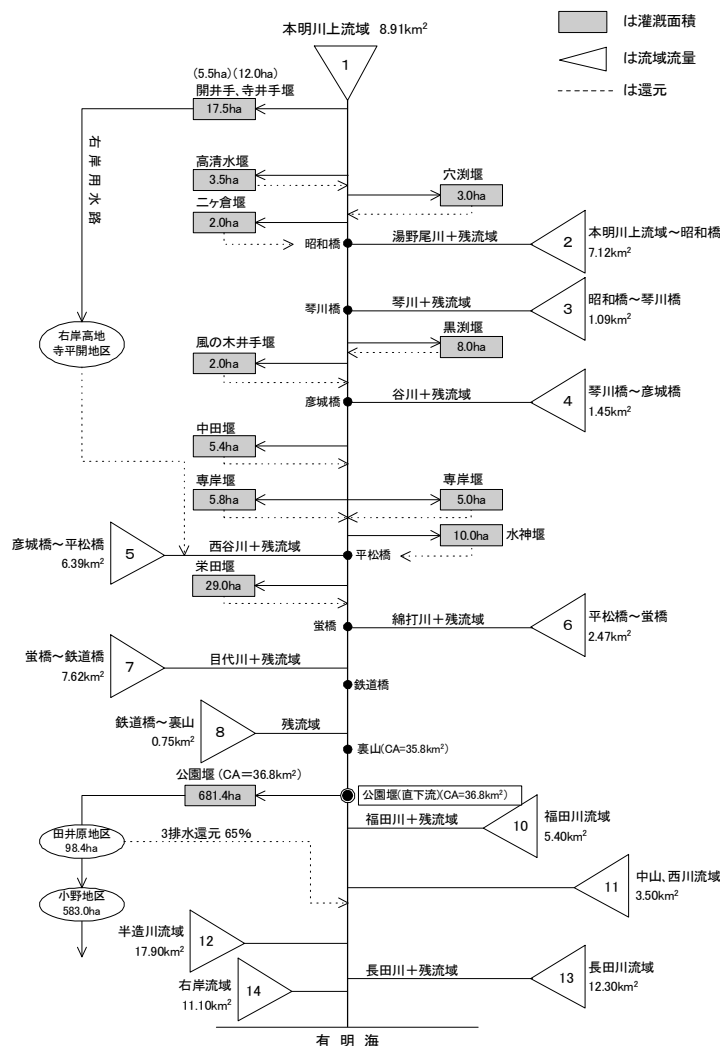 本明川上流域 8.91km²
は灌漑面積
は流域流量
は還元
1
(5.5ha)(12.0ha)
開井手、寺井手堰
17.5ha
右岸用水路
高清水堰
3.5ha
穴渕堰
3.0ha
二ヶ倉堰
2.0ha
昭和橋
湯野尾川＋残流域
2
本明川上流域～昭和橋
7.12km²
琴川橋
琴川＋残流域
3
昭和橋～琴川橋
1.09km²
右岸高地
寺平開地区
風の木井手堰
2.0ha
黒渕堰
8.0ha
彦城橋
谷川＋残流域
4
琴川橋～彦城橋
1.45km²
中田堰
5.4ha
専岸堰
5.8ha
専岸堰
5.0ha
10.0ha
水神堰
彦城橋～平松橋
6.39km²
5
西谷川＋残流域
平松橋
栄田堰
29.0ha
蛍橋
綿打川＋残流域
6
平松橋～蛍橋
2.47km²
蛍橋～鉄道橋
7.62km²
7
目代川＋残流域
鉄道橋
鉄道橋～裏山
0.75km²
8
残流域
裏山(CA=35.8km²)
公園堰 (CA＝36.8km²)
681.4ha
公園堰(直下流)(CA=36.8km²)
福田川＋残流域
10
福田川流域
5.40km²
田井原地区
98.4ha
3排水還元 65%
11
中山、西川流域
3.50km²
小野地区
583.0ha
半造川流域
17.90km²
12
長田川＋残流域
13
長田川流域
12.30km²
右岸流域
11.10km²
14
有明海